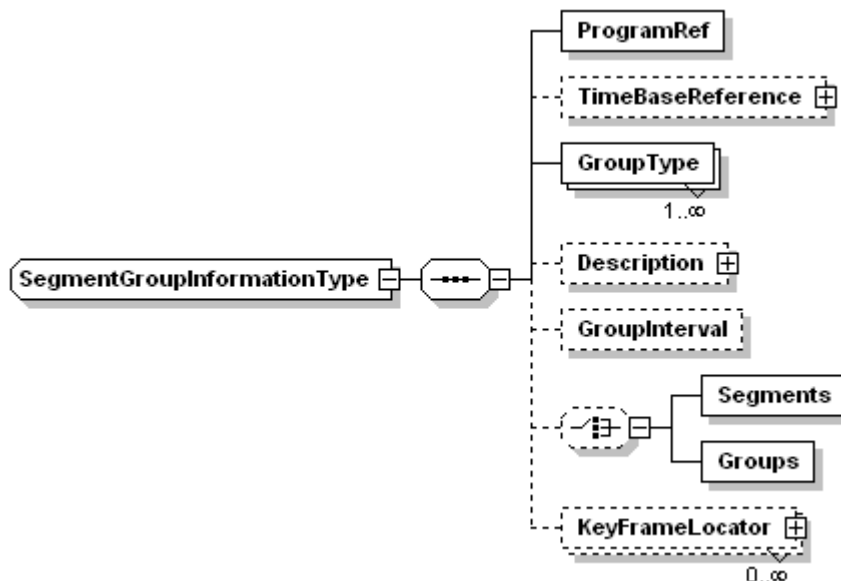 ProgramRef
TimeBaseReference
GroupType
1..∞
Description
SegmentGroupInformationType
GroupInterval
Segments
Groups
KeyFrameLocator
0..∞